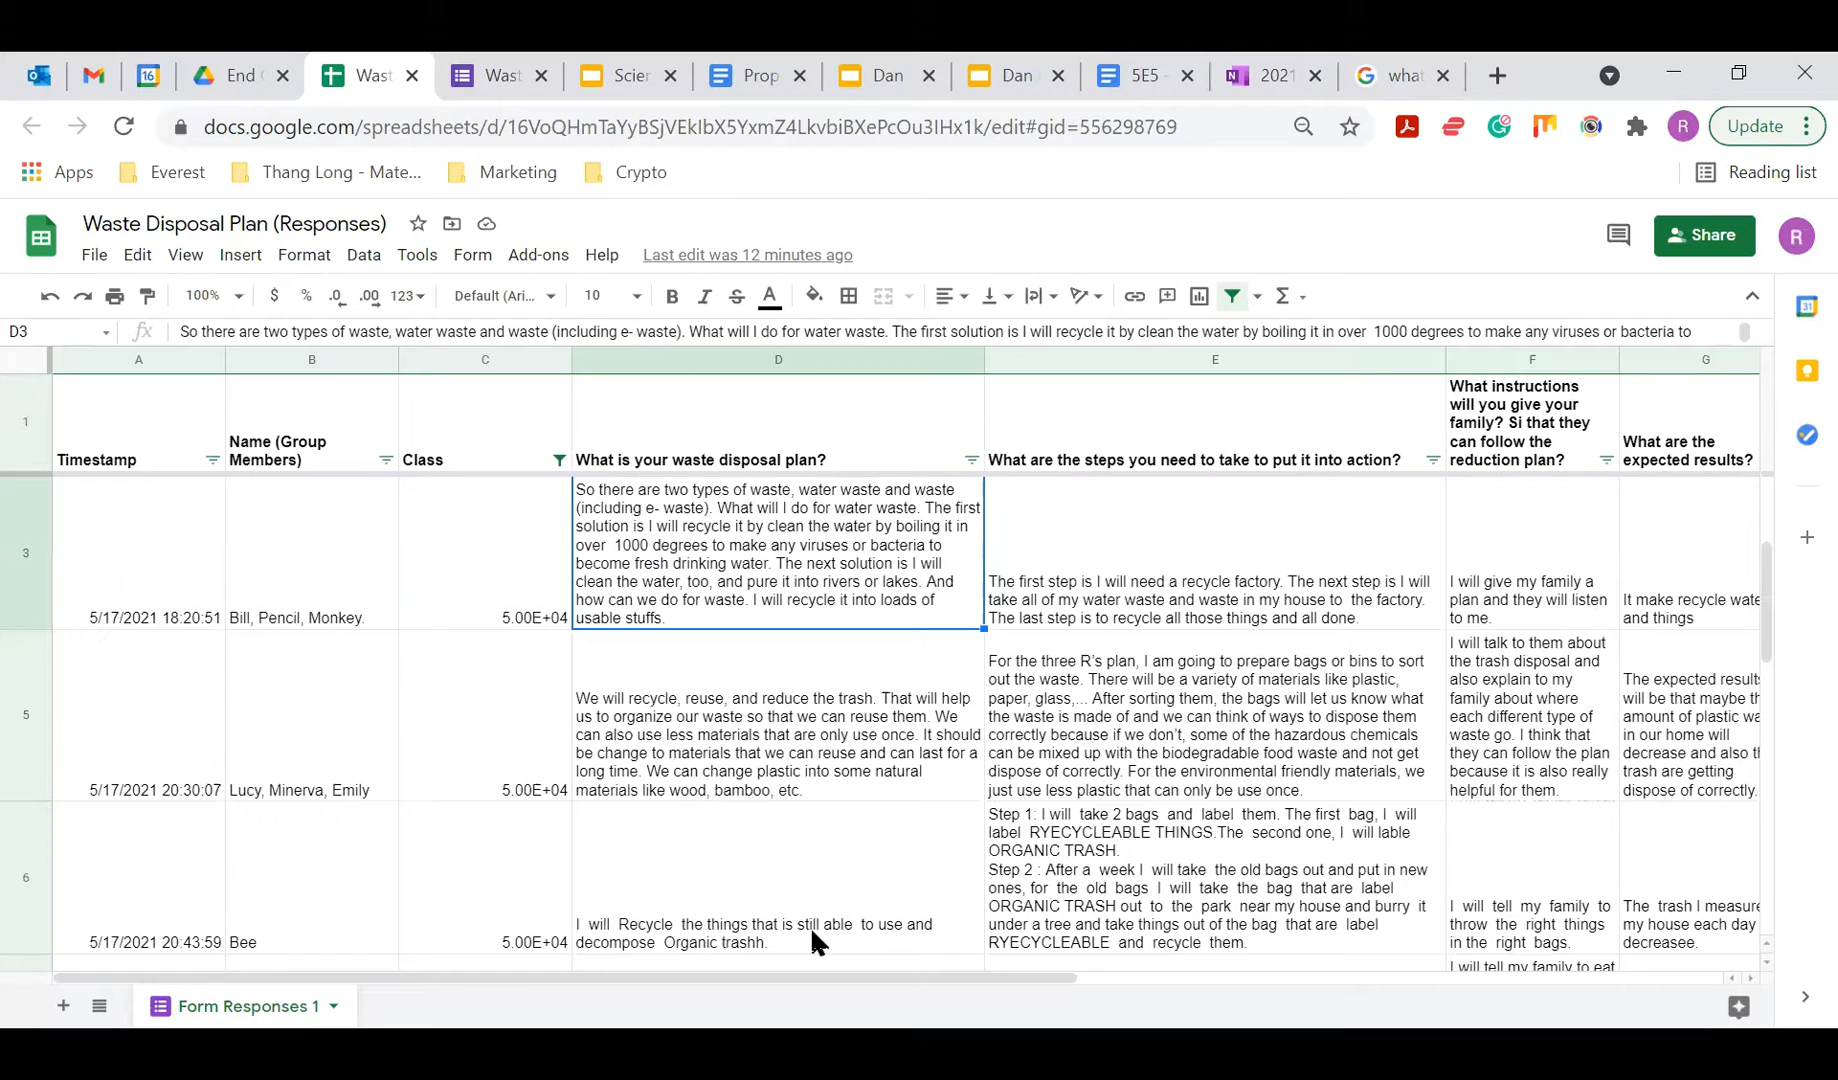 End
Wast
Wast
Scien
Prop
Dan
Dan
5E5 -
2021
what
docs.google.com/spreadsheets/d/16VoQHmTaYyBSjVEkIbX5YxmZ4LkvbiBXePcOu3IHx1k/edit#gid=556298769
R
Update
Apps
Everest
Thang Long - Mate...
Marketing
Crypto
Reading list
Waste Disposal Plan (Responses)
Share
R
File Edit View Insert Format Data Tools Form Add-ons Help Last edit was 12 minutes ago
100% $ % .0 .00 123 Default (Ari... 10 B I S A
D3
fx So there are two types of waste, water waste and waste (including e- waste). What will I do for water waste. The first solution is I will recycle it by clean the water by boiling it in over 1000 degrees to make any viruses or bacteria to
A B C D E F G
1
Timestamp
Name (Group
Members)
Class
What is your waste disposal plan?
What are the steps you need to take to put it into action?
What instructions
will you give your
family? Si that they
can follow the
reduction plan?
What are the
expected results?
3
5/17/2021 18:20:51
Bill, Pencil, Monkey.
5.00E+04
So there are two types of waste, water waste and waste
(including e- waste). What will I do for water waste. The first
solution is I will recycle it by clean the water by boiling it in
over 1000 degrees to make any viruses or bacteria to
become fresh drinking water. The next solution is I will
clean the water, too, and pure it into rivers or lakes. And
how can we do for waste. I will recycle it into loads of
usable stuffs.
The first step is I will need a recycle factory. The next step is I will
take all of my water waste and waste in my house to the factory.
The last step is to recycle all those things and all done.
I will give my family a
plan and they will listen
to me.
It make recycle wate
and things
5
5/17/2021 20:30:07
Lucy, Minerva, Emily
5.00E+04
We will recycle, reuse, and reduce the trash. That will help
us to organize our waste so that we can reuse them. We
can also use less materials that are only use once. It should
be change to materials that we can reuse and can last for a
long time. We can change plastic into some natural
materials like wood, bamboo, etc.
For the three R's plan, I am going to prepare bags or bins to sort
out the waste. There will be a variety of materials like plastic,
paper, glass,... After sorting them, the bags will let us know what
the waste is made of and we can think of ways to dispose them
correctly because if we don't, some of the hazardous chemicals
can be mixed up with the biodegradable food waste and not get
dispose of correctly. For the environmental friendly materials, we
just use less plastic that can only be use once.
I will talk to them about
the trash disposal and
also explain to my
family about where
each different type of
waste go. I think that
they can follow the plan
because it is also really
helpful for them.
The expected results
will be that maybe th
amount of plastic wa
in our home will
decrease and also th
trash are getting
dispose of correctly.
6
5/17/2021 20:43:59
Bee
5.00E+04
I will Recycle the things that is still able to use and
decompose Organic trashh.
Step 1: I will take 2 bags and label them. The first bag, I will
label RYECYCLEABLE THINGS.The second one, I will lable
ORGANIC TRASH.
Step 2 : After a week I will take the old bags out and put in new
ones, for the old bags I will take the bag that are label
ORGANIC TRASH out to the park near my house and burry it
under a tree and take things out of the bag that are label
RYECYCLEABLE and recycle them.
I will tell my family to
throw the right things
in the right bags.
The trash I measure
my house each day
decreasee.
I will tell my family to eat
Form Responses 1